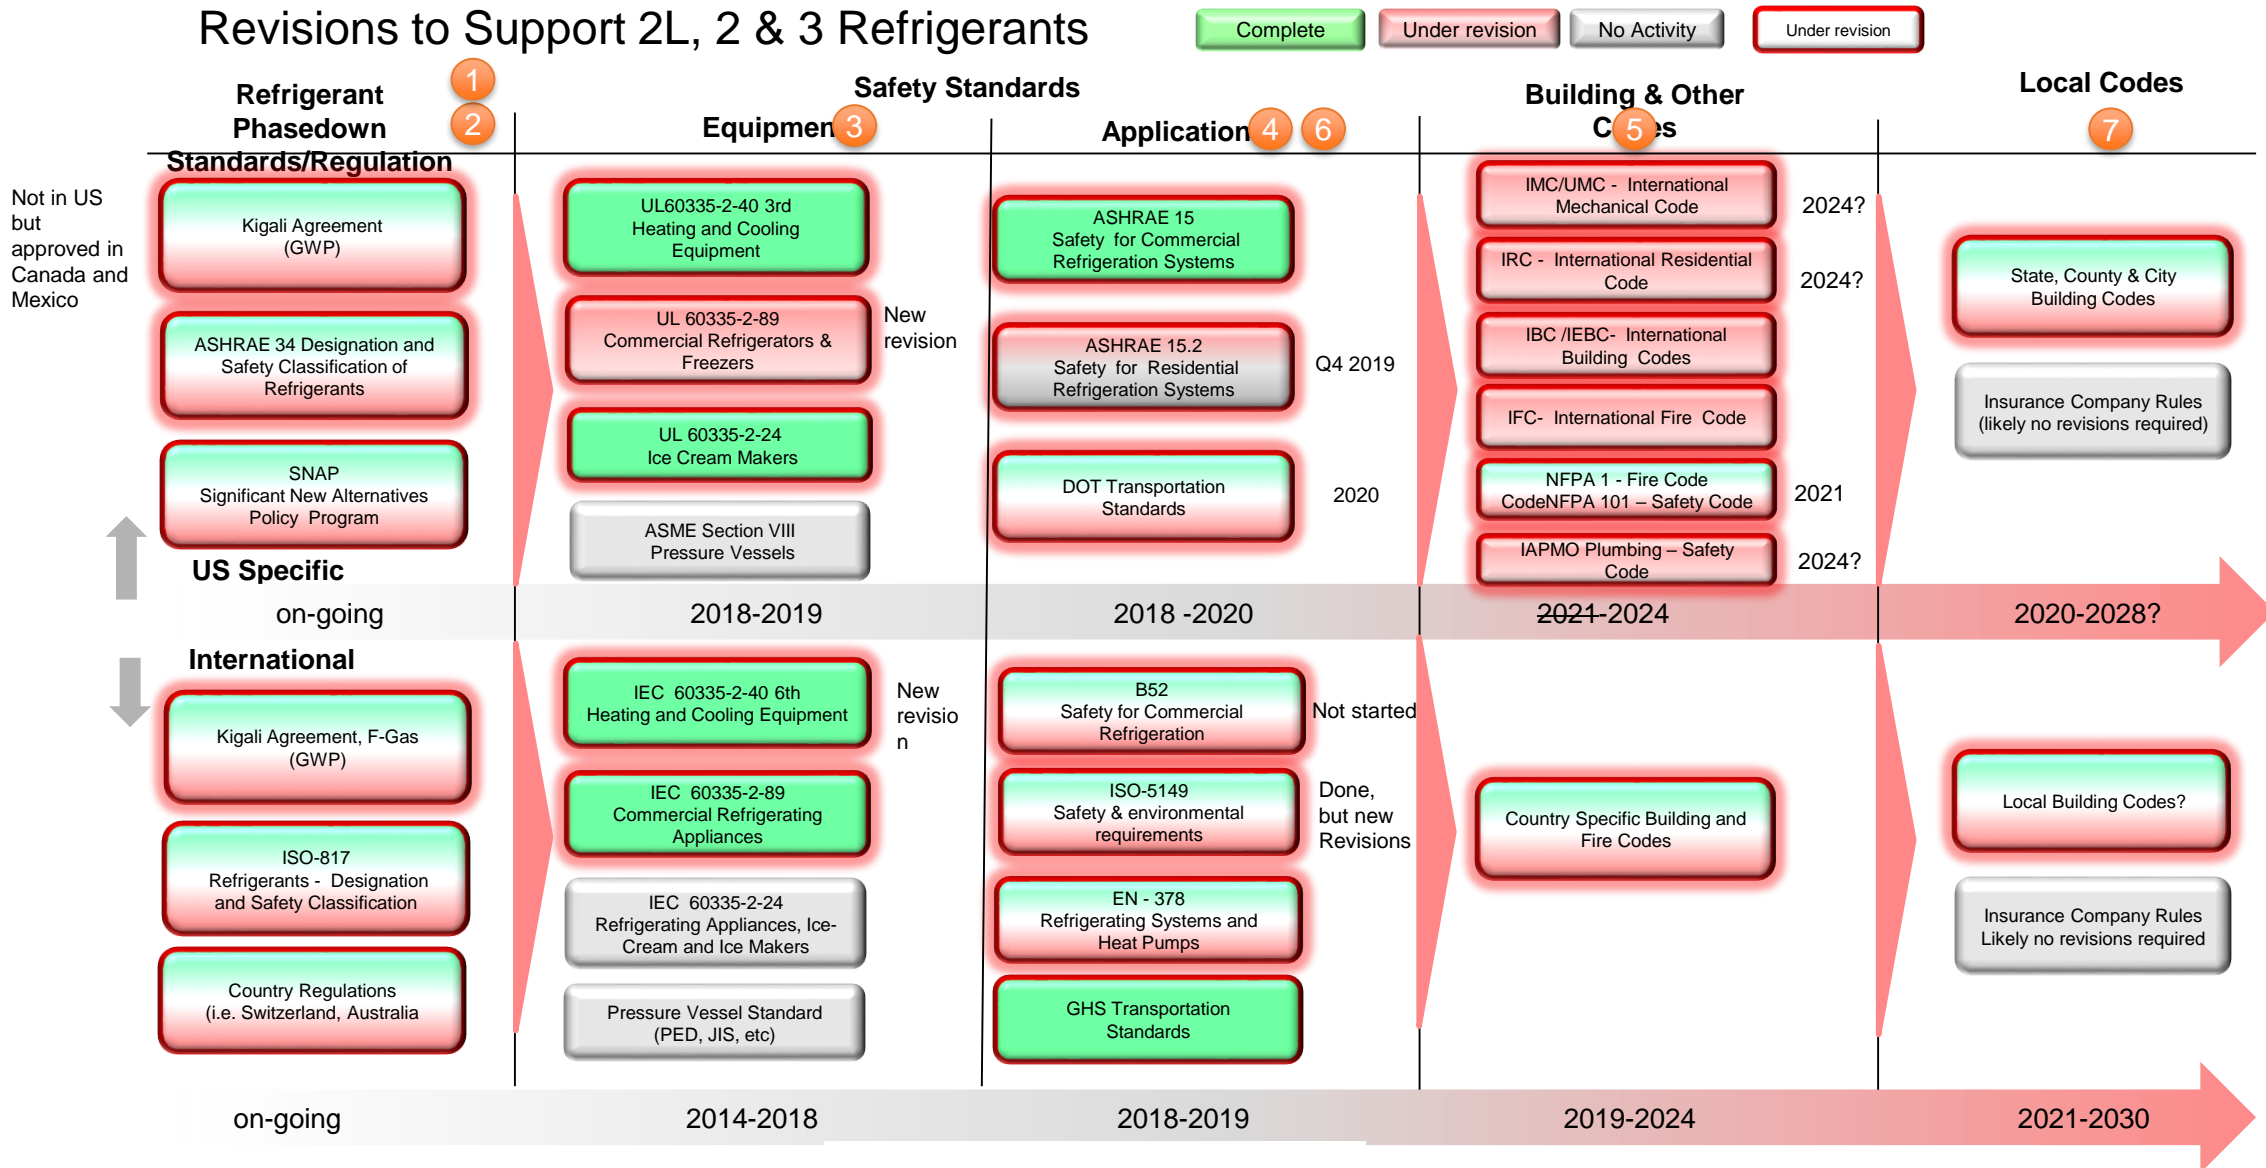 Revisions to Support 2L, 2 & 3 Refrigerants
Complete
Under revision
No Activity
Under revision
Refrigerant
Phasedown
Standards/Regulation
1
2
Safety Standards
Equipmen
3
Application
4
6
Building & Other
C
5
es
Local Codes
7
Not in US
but
approved in
Canada and
Mexico
Kigali Agreement
(GWP)
ASHRAE 34 Designation and
Safety Classification of
Refrigerants
SNAP
Significant New Alternatives
Policy Program
UL60335-2-40 3rd
Heating and Cooling
Equipment
UL 60335-2-89
Commercial Refrigerators &
Freezers
New
revision
UL 60335-2-24
Ice Cream Makers
ASME Section VIII
Pressure Vessels
ASHRAE 15
Safety for Commercial
Refrigeration Systems
ASHRAE 15.2
Safety for Residential
Refrigeration Systems
Q4 2019
DOT Transportation
Standards
2020
IMC/UMC - International
Mechanical Code
2024?
IRC - International Residential
Code
2024?
IBC /IEBC- International
Building Codes
IFC- International Fire Code
NFPA 1 - Fire Code
CodeNFPA 101 – Safety Code
2021
IAPMO Plumbing – Safety
Code
2024?
State, County & City
Building Codes
Insurance Company Rules
(likely no revisions required)
US Specific
on-going
2018-2019
2018 -2020
2021-2024
2020-2028?
International
Kigali Agreement, F-Gas
(GWP)
ISO-817
Refrigerants - Designation
and Safety Classification
Country Regulations
(i.e. Switzerland, Australia
IEC 60335-2-40 6th
Heating and Cooling Equipment
New
revisio
n
IEC 60335-2-89
Commercial Refrigerating
Appliances
IEC 60335-2-24
Refrigerating Appliances, Ice-
Cream and Ice Makers
Pressure Vessel Standard
(PED, JIS, etc)
B52
Safety for Commercial
Refrigeration
Not started
ISO-5149
Safety & environmental
requirements
Done,
but new
Revisions
EN - 378
Refrigerating Systems and
Heat Pumps
GHS Transportation
Standards
Country Specific Building and
Fire Codes
Local Building Codes?
Insurance Company Rules
Likely no revisions required
on-going
2014-2018
2018-2019
2019-2024
2021-2030